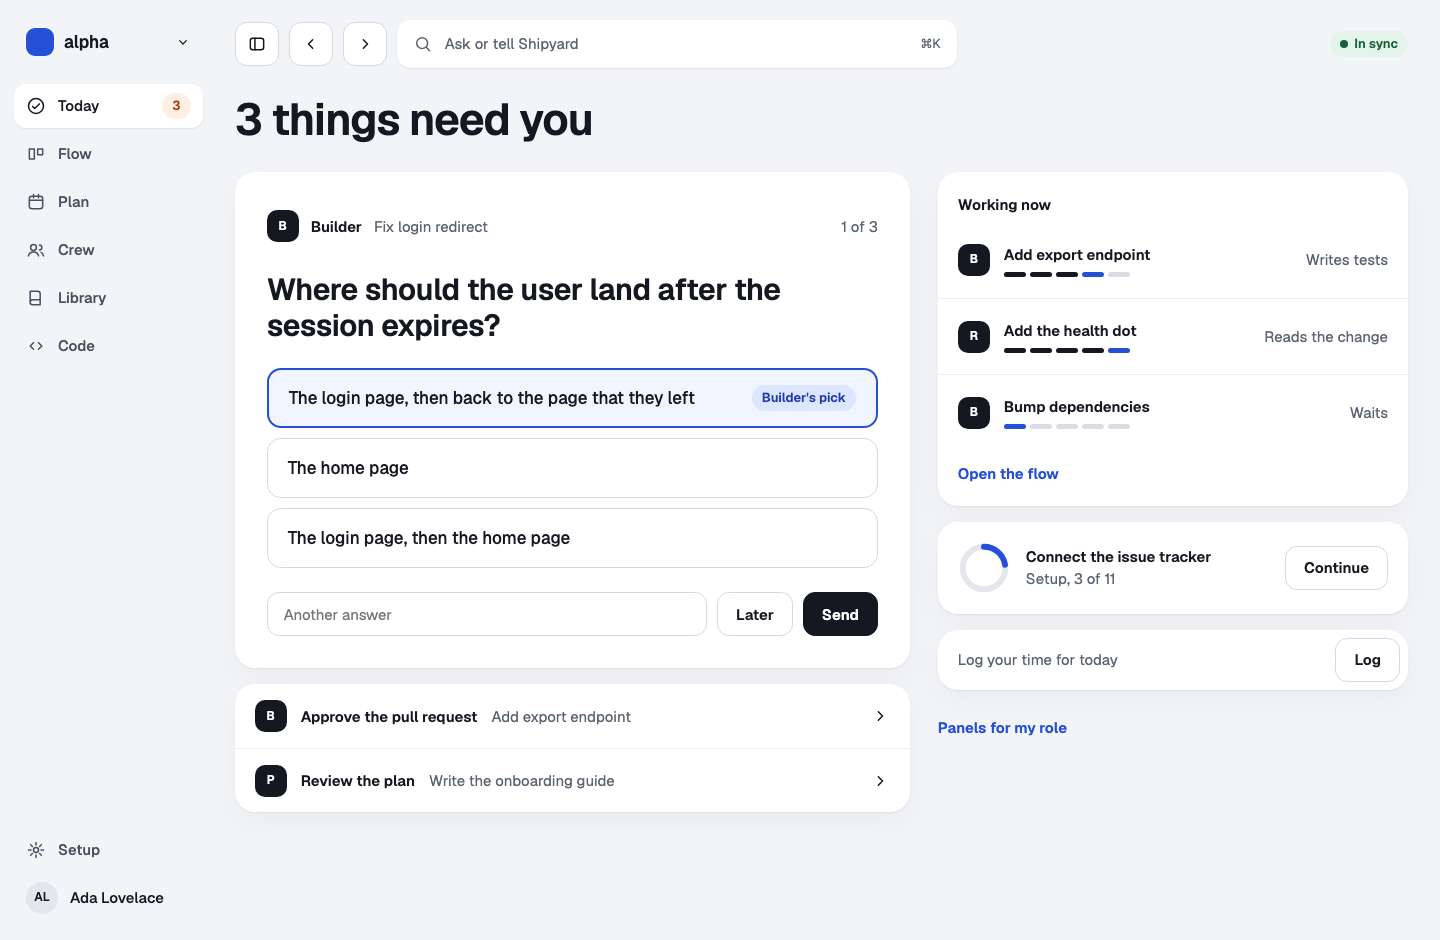 alpha
Today 3
Flow
Plan
Crew
Library
Code
Setup
AL Ada Lovelace
Ask or tell Shipyard ⌘K
In sync
3 things need you
B Builder Fix login redirect 1 of 3
Where should the user land after the
session expires?
The login page, then back to the page that they left Builder's pick
The home page
The login page, then the home page
Another answer Later Send
B Approve the pull request Add export endpoint
P Review the plan Write the onboarding guide
Working now
B Add export endpoint Writes tests
R Add the health dot Reads the change
B Bump dependencies Waits
Open the flow
Connect the issue tracker
Setup, 3 of 11
Continue
Log your time for today Log
Panels for my role